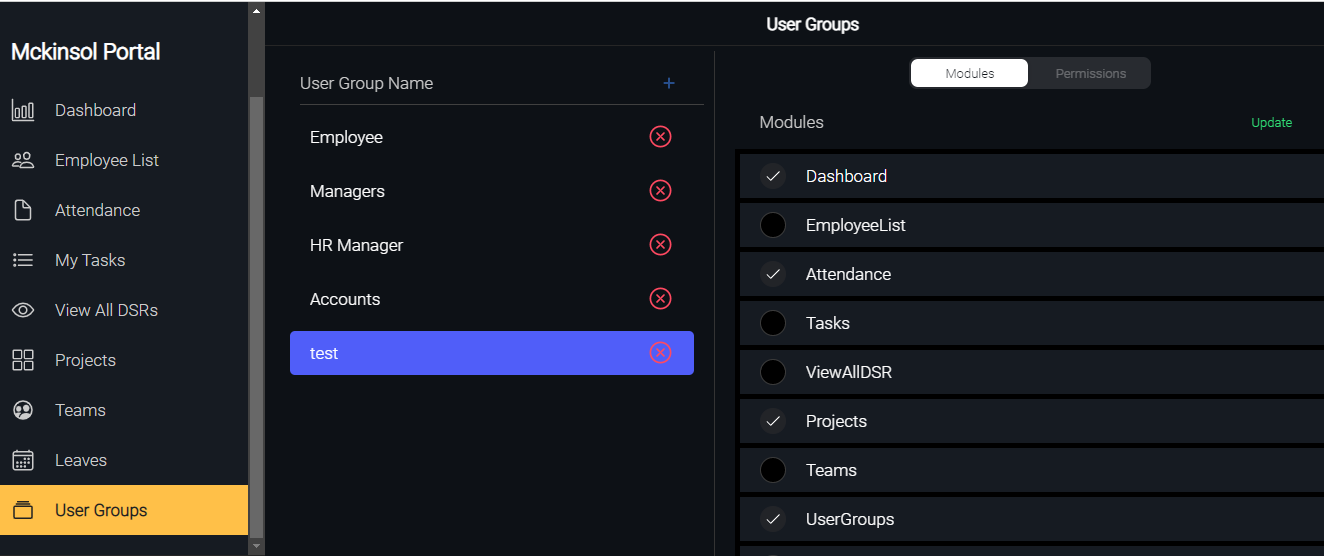 Mckinsol Portal
Dashboard
Employee List
Attendance
My Tasks
View All DSRs
Projects
Teams
Leaves
User Groups
User Groups
User Group Name
+
Employee
Managers
HR Manager
Accounts
test
Modules
Permissions
Modules
Update
Dashboard
EmployeeList
Attendance
Tasks
ViewAllDSR
Projects
Teams
UserGroups